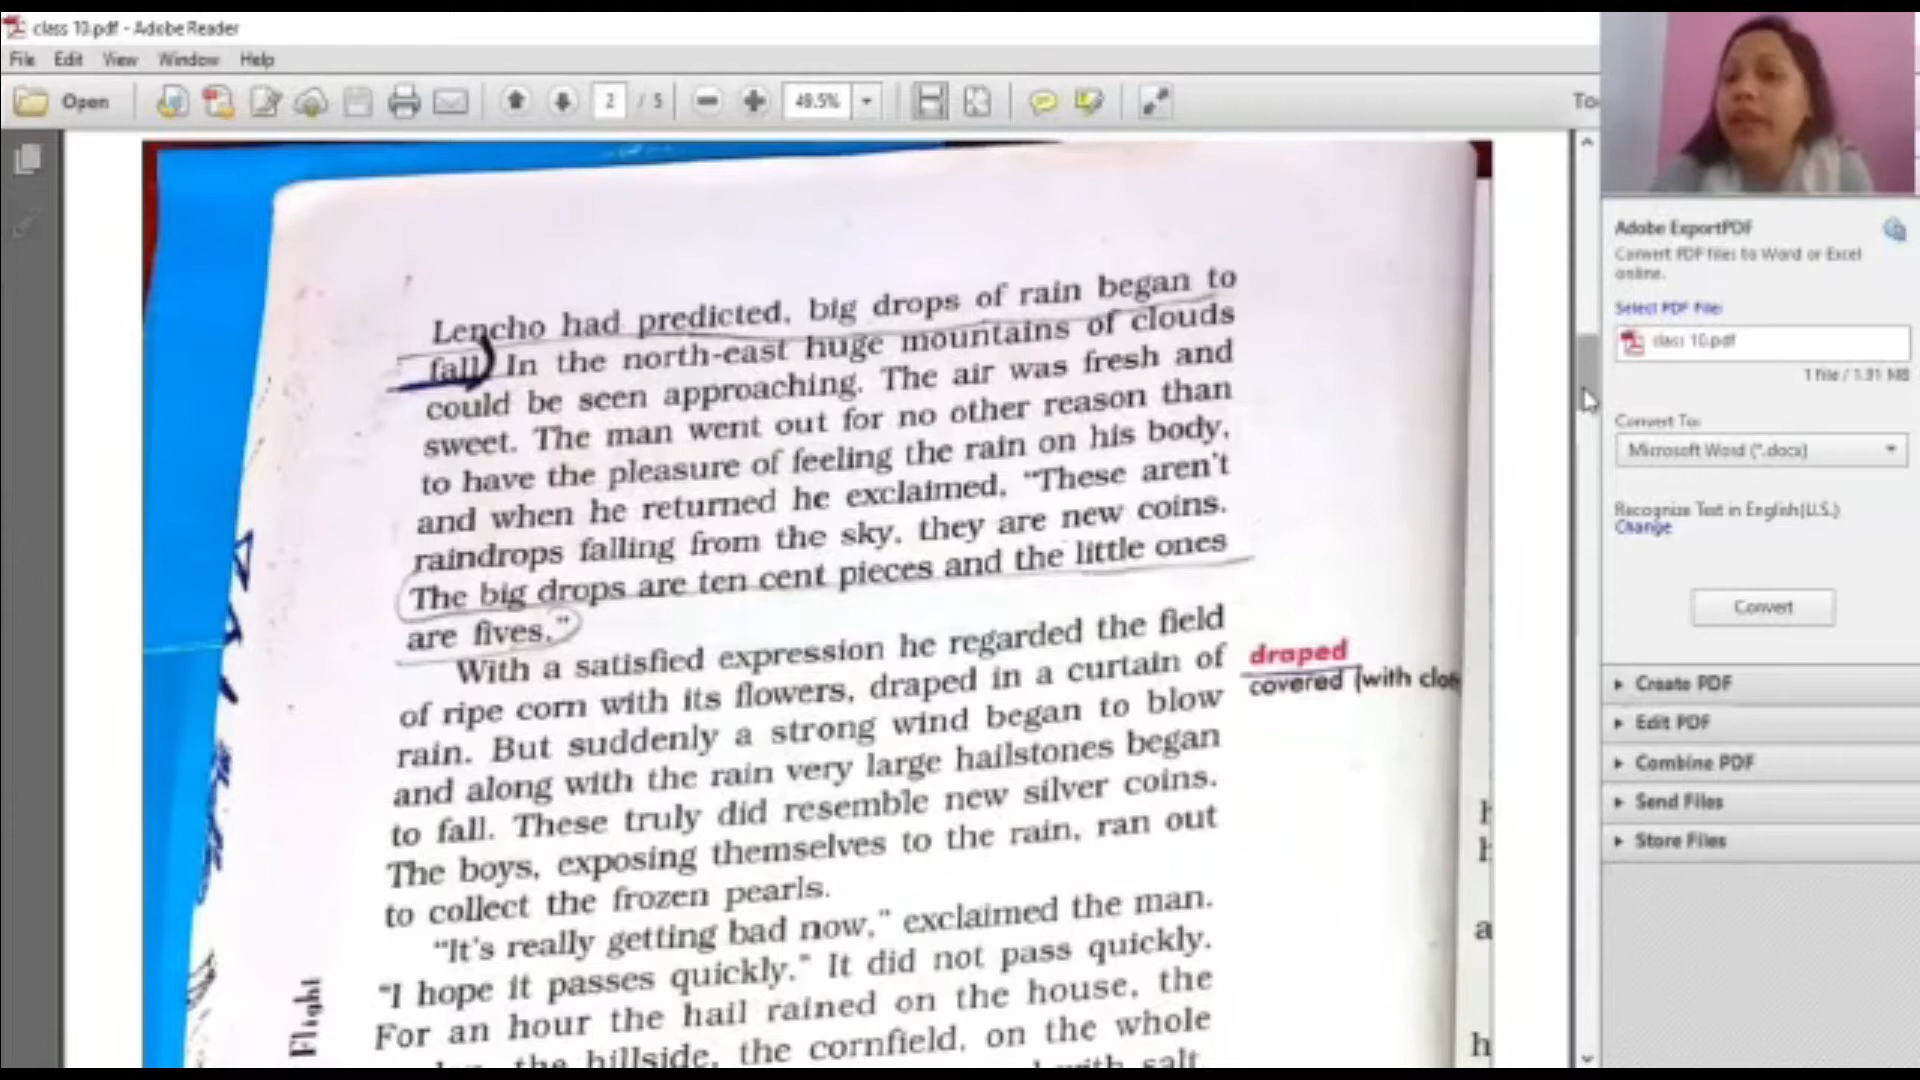 class 10.pdf - Adobe Reader
File Edit View Window Help
Open
2 / 5
49.5%
Adobe ExportPDF
Convert PDF files to Word or Excel
online.
Select PDF File:
class 10.pdf
1 file / 1.91 MB
Convert To:
Microsoft Word (*.docx)
Recognize Text in English(U.S.)
Change
Convert
Create PDF
Edit PDF
Combine PDF
Send Files
Store Files
Lencho had predicted, big drops of rain began to
fall) In the north-east huge mountains of clouds
could be seen approaching. The air was fresh and
sweet. The man went out for no other reason than
to have the pleasure of feeling the rain on his body,
and when he returned he exclaimed, “These aren't
raindrops falling from the sky, they are new coins.
The big drops are ten cent pieces and the little ones
are fives.”
With a satisfied expression he regarded the field
of ripe corn with its flowers, draped in a curtain of
rain. But suddenly a strong wind began to blow
and along with the rain very large hailstones began
to fall. These truly did resemble new silver coins.
The boys, exposing themselves to the rain, ran out
to collect the frozen pearls.
“It's really getting bad now,” exclaimed the man.
“I hope it passes quickly.” It did not pass quickly.
For an hour the hail rained on the house, the
the hillside, the cornfield, on the whole
with salt
draped
covered (with
Flight